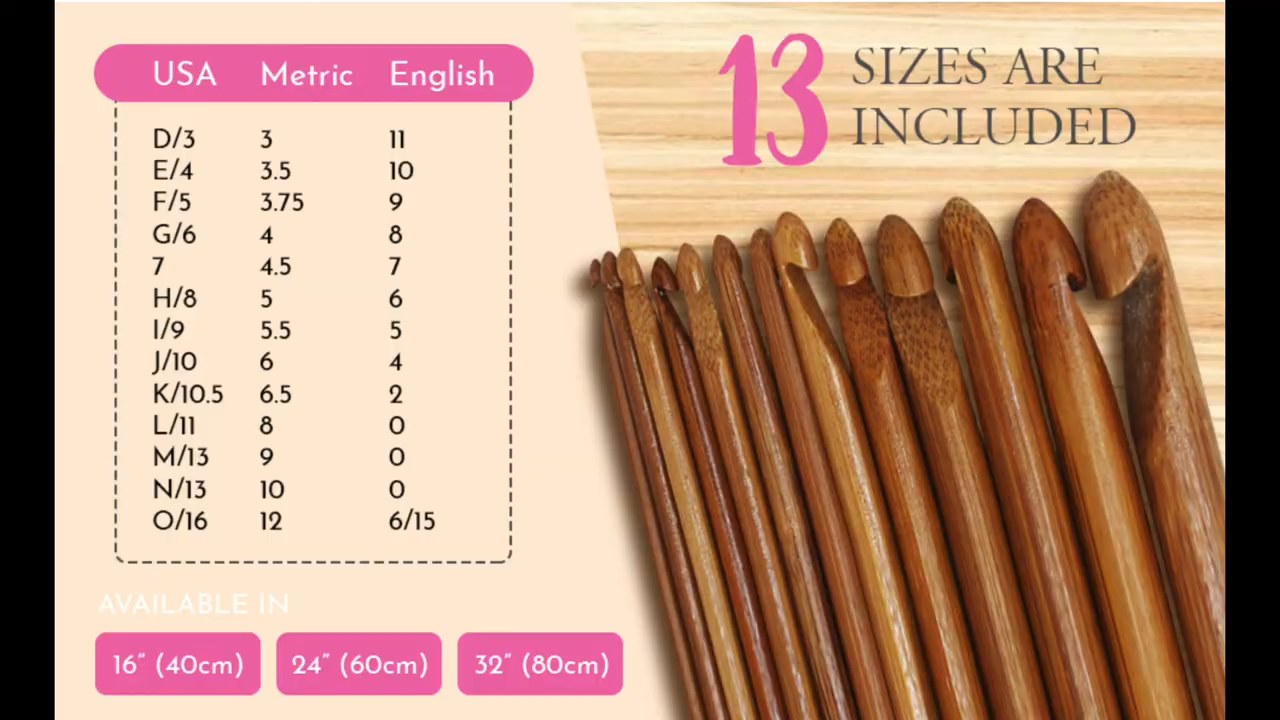 USA Metric English
D/3 3 11
E/4 3.5 10
F/5 3.75 9
G/6 4 8
7 4.5 7
H/8 5 6
I/9 5.5 5
J/10 6 4
K/10.5 6.5 2
L/11 8 0
M/13 9 0
N/13 10 0
O/16 12 6/15
AVAILABLE IN
16” (40cm) 24” (60cm) 32” (80cm)
13 SIZES ARE
INCLUDED